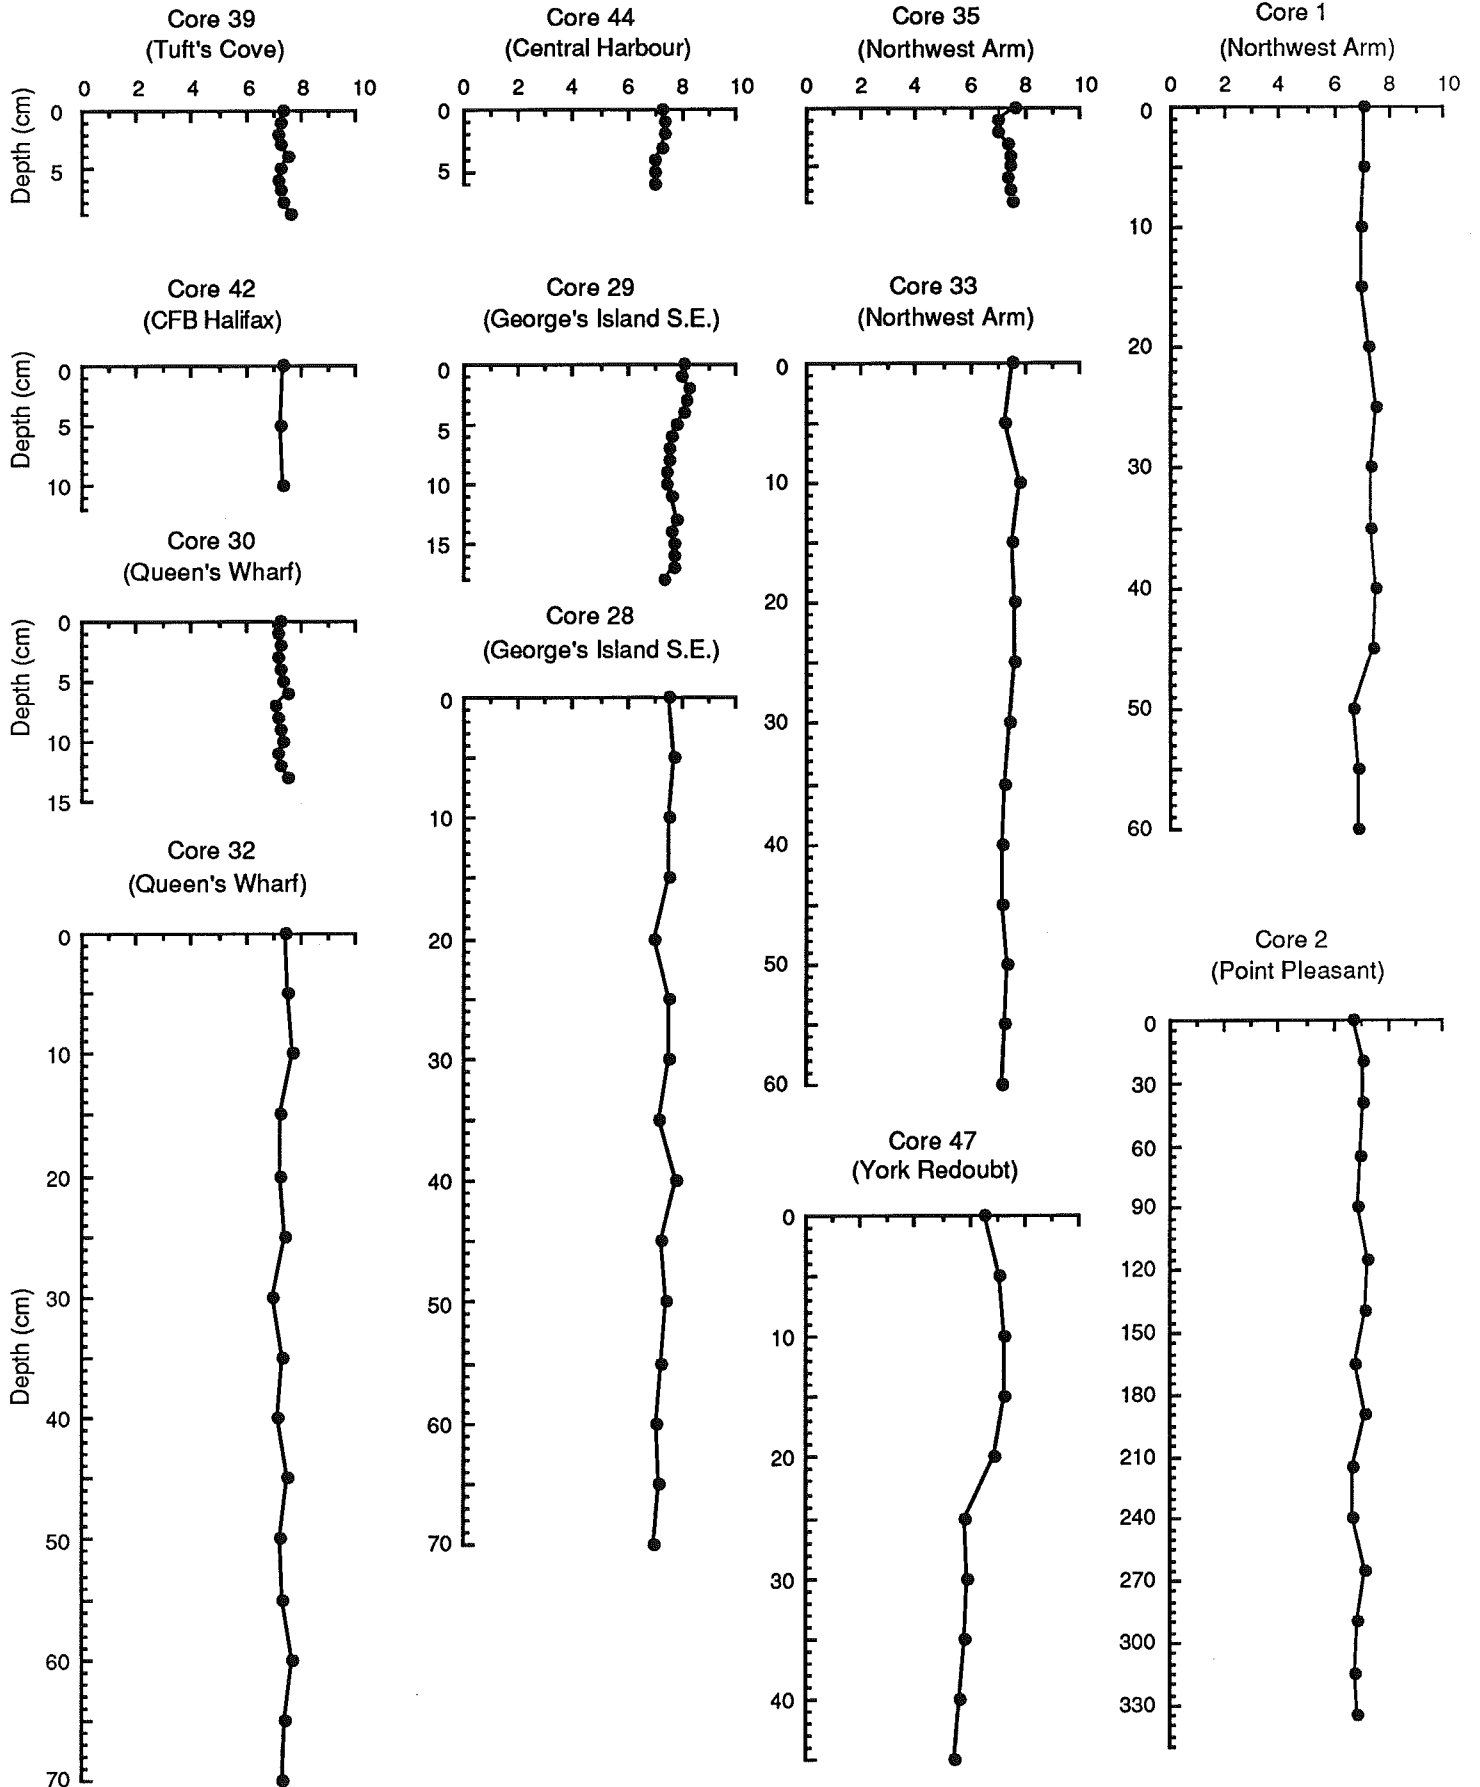 Core 39
(Tuft's Cove)
0 2 4 6 8 10
Depth (cm)
0
5
Core 44
(Central Harbour)
0 2 4 6 8 10
0
5
Core 35
(Northwest Arm)
0 2 4 6 8 10
0
5
Core 1
(Northwest Arm)
0 2 4 6 8 10
0
10
20
30
40
50
60
Core 42
(CFB Halifax)
Depth (cm)
0
5
10
Core 29
(George's Island S.E.)
0
5
10
15
Core 33
(Northwest Arm)
0
10
20
30
40
50
60
Core 30
(Queen's Wharf)
Depth (cm)
0
5
10
15
Core 28
(George's Island S.E.)
0
10
20
30
40
50
60
70
Core 32
(Queen's Wharf)
Depth (cm)
0
10
20
30
40
50
60
70
Core 47
(York Redoubt)
0
10
20
30
40
Core 2
(Point Pleasant)
0
30
60
90
120
150
180
210
240
270
300
330